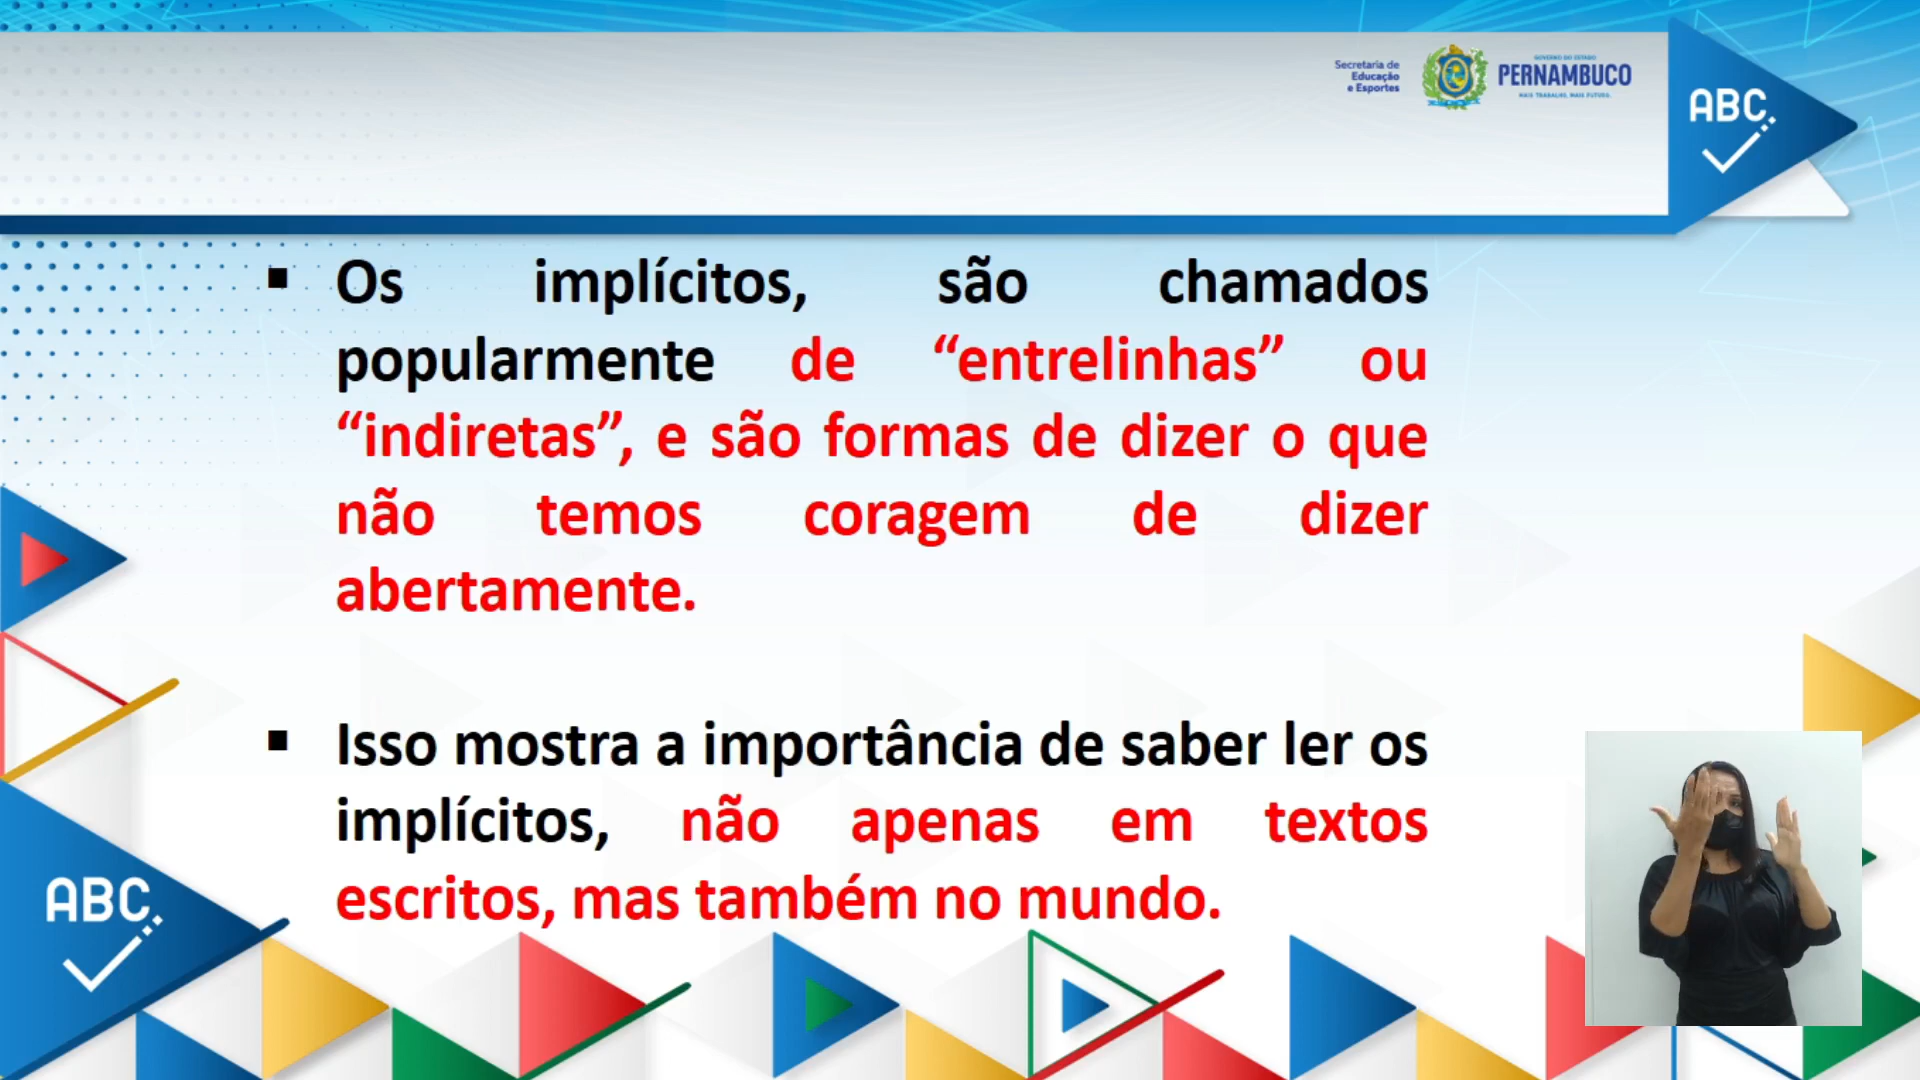 Secretaria de
Educação
e Esportes
GOVERNO DO ESTADO
PERNAMBUCO
MAIS TRABALHO, MAIS FUTURO.
ABC
▪ Os implícitos, são chamados
popularmente de “entrelinhas” ou
“indiretas”, e são formas de dizer o que
não temos coragem de dizer
abertamente.
▪ Isso mostra a importância de saber ler os
implícitos, não apenas em textos
escritos, mas também no mundo.
ABC